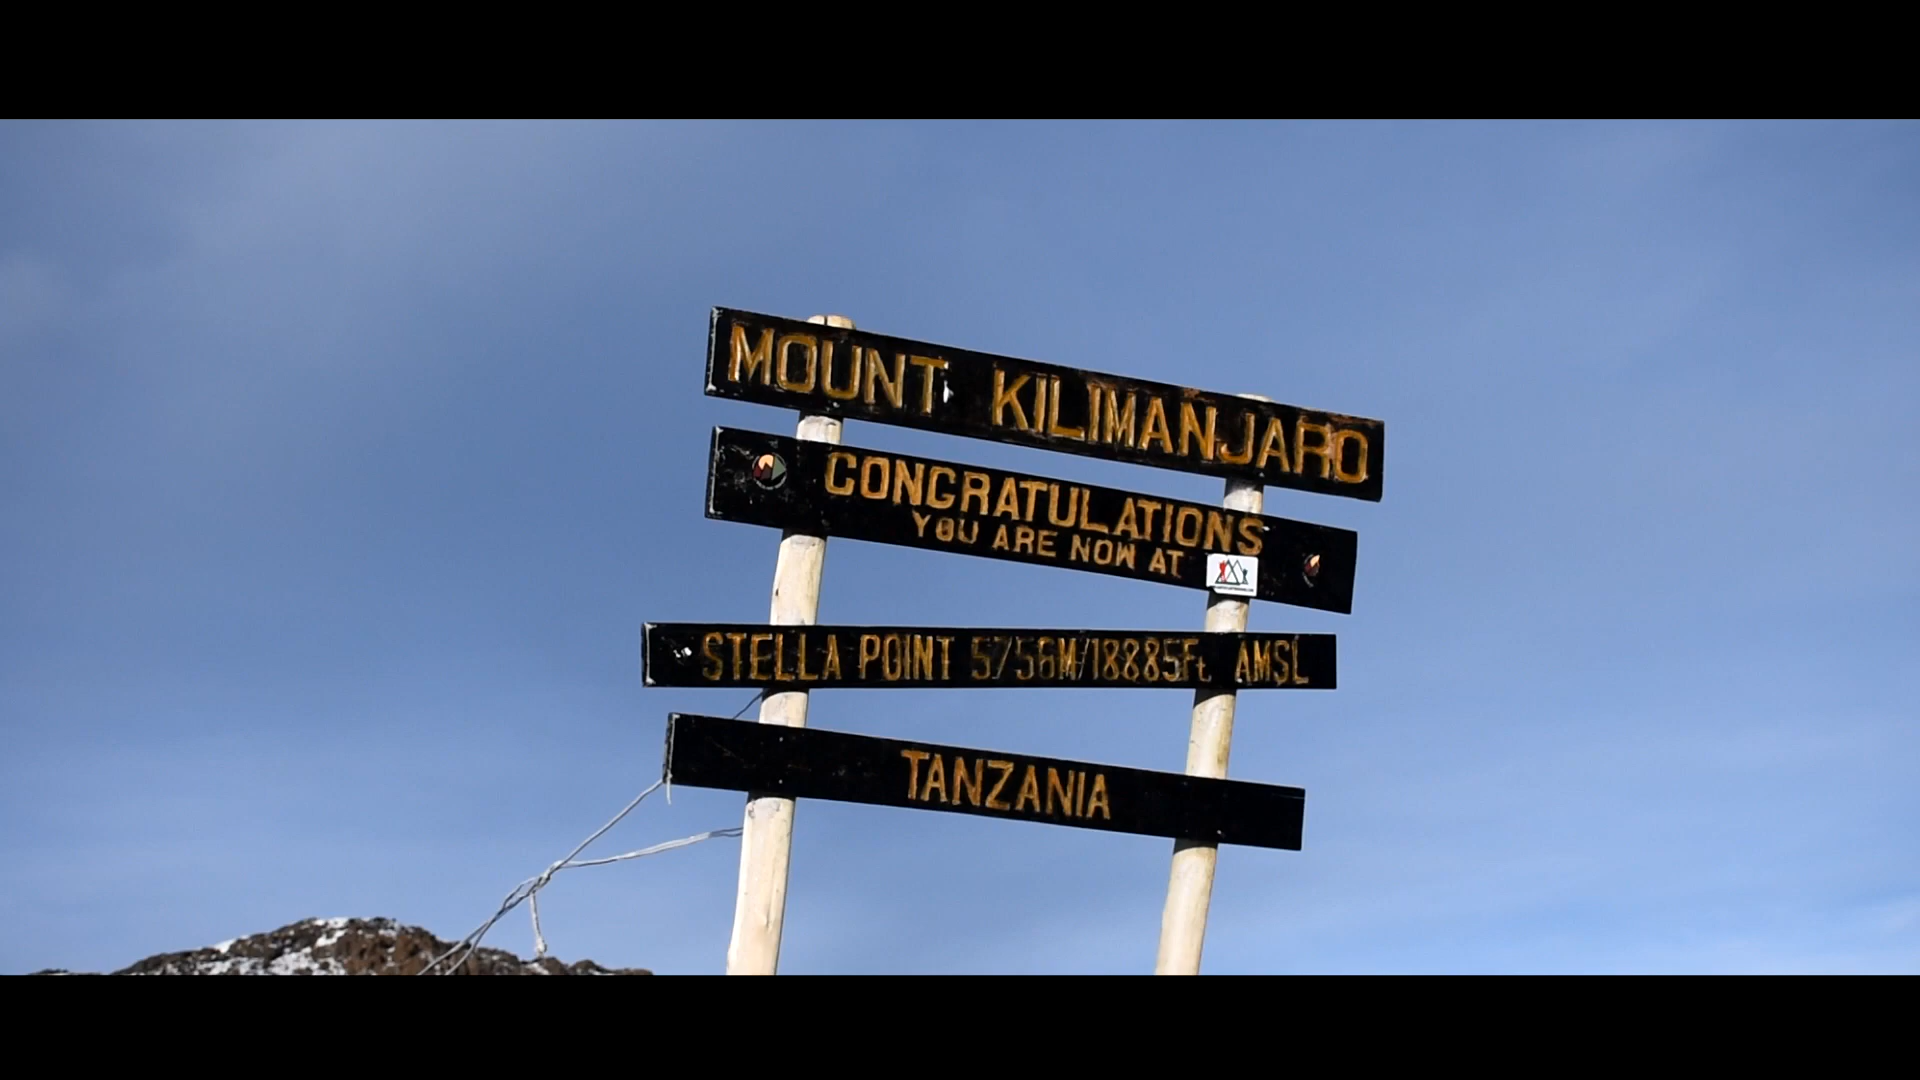 MOUNT KILIMANJARO
CONGRATULATIONS
YOU ARE NOW AT
STELLA POINT 5756M/18885Ft AMSL
TANZANIA